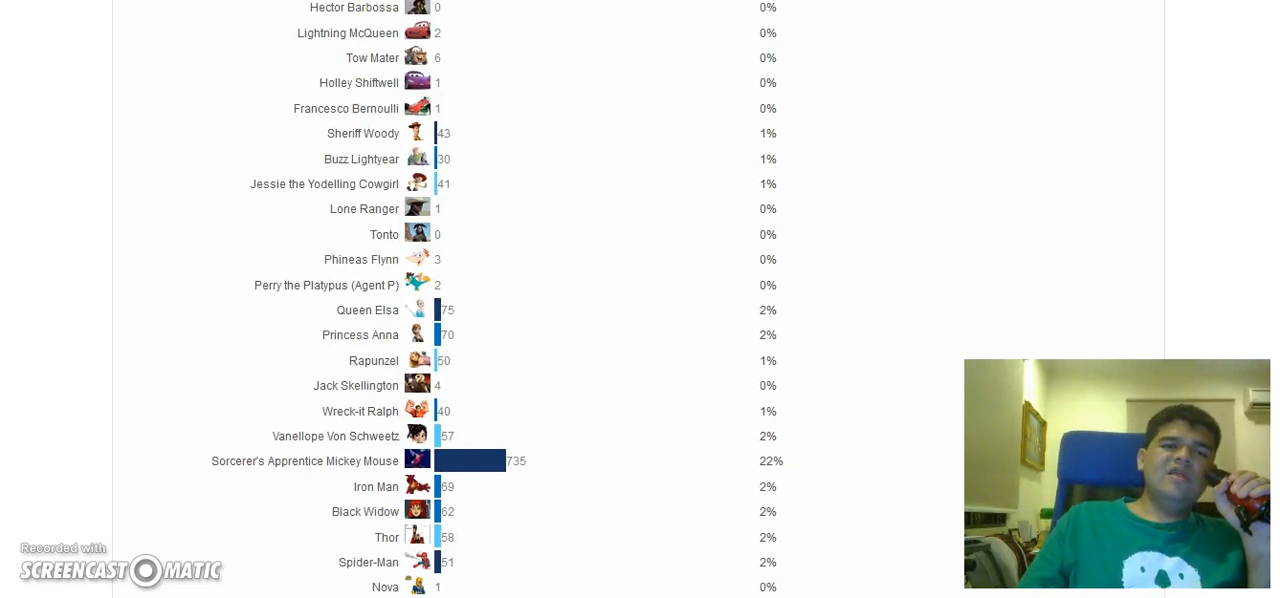 Hector Barbossa 0 0%
Lightning McQueen 2 0%
Tow Mater 6 0%
Holley Shiftwell 1 0%
Francesco Bernoulli 1 0%
Sheriff Woody 43 1%
Buzz Lightyear 30 1%
Jessie the Yodelling Cowgirl 41 1%
Lone Ranger 1 0%
Tonto 0 0%
Phineas Flynn 3 0%
Perry the Platypus (Agent P) 2 0%
Queen Elsa 75 2%
Princess Anna 70 2%
Rapunzel 50 1%
Jack Skellington 4 0%
Wreck-it Ralph 40 1%
Vanellope Von Schweetz 57 2%
Sorcerer's Apprentice Mickey Mouse 735 22%
Iron Man 69 2%
Black Widow 62 2%
Thor 58 2%
Spider-Man 51 2%
Nova 1 0%
Recorded with
SCREENCAST-O-MATIC